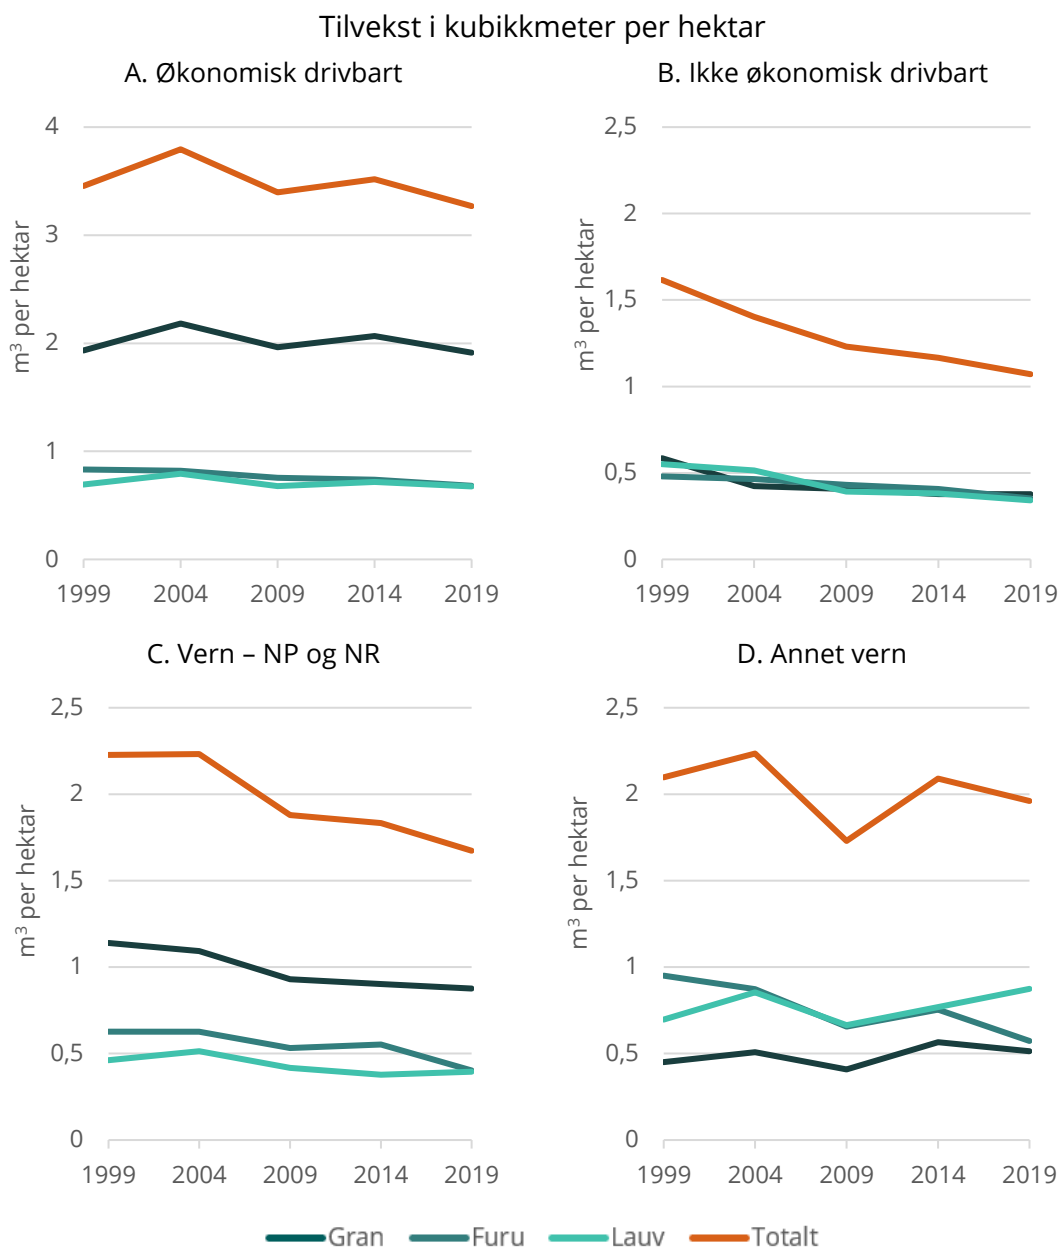 Tilvekst i kubikkmeter per hektar
A. Økonomisk drivbart
m³ per hektar
4
3
2
1
0
1999 2004 2009 2014 2019
B. Ikke økonomisk drivbart
m³ per hektar
2,5
2
1,5
1
0,5
0
1999 2004 2009 2014 2019
C. Vern – NP og NR
m³ per hektar
2,5
2
1,5
1
0,5
0
1999 2004 2009 2014 2019
D. Annet vern
m³ per hektar
2,5
2
1,5
1
0,5
0
1999 2004 2009 2014 2019
Gran Furu Lauv Totalt